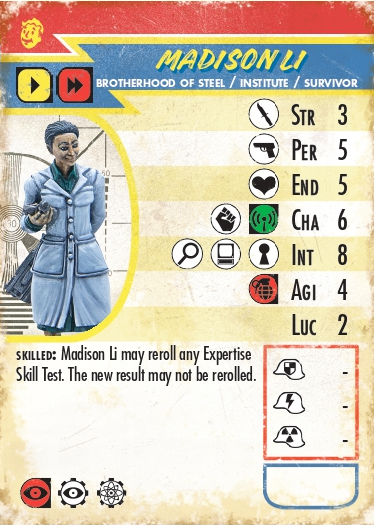 MADISON LI
BROTHERHOOD OF STEEL / INSTITUTE / SURVIVOR
STR 3
PER 5
END 5
CHA 6
INT 8
AGI 4
LUC 2
50
SKILLED: Madison Li may reroll any Expertise
Skill Test. The new result may not be rerolled.
-
-
-